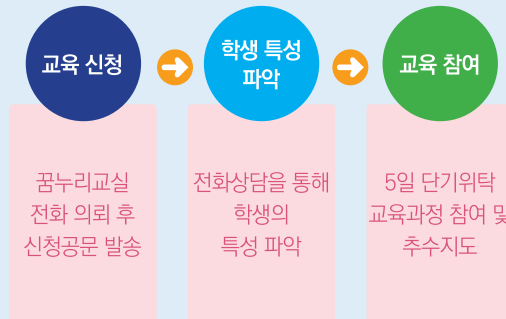 교육 신청
학생 특성
파악
교육 참여
꿈누리교실
전화 의뢰 후
신청공문 발송
전화상담을 통해
학생의
특성 파악
5일 단기위탁
교육과정 참여 및
추수지도